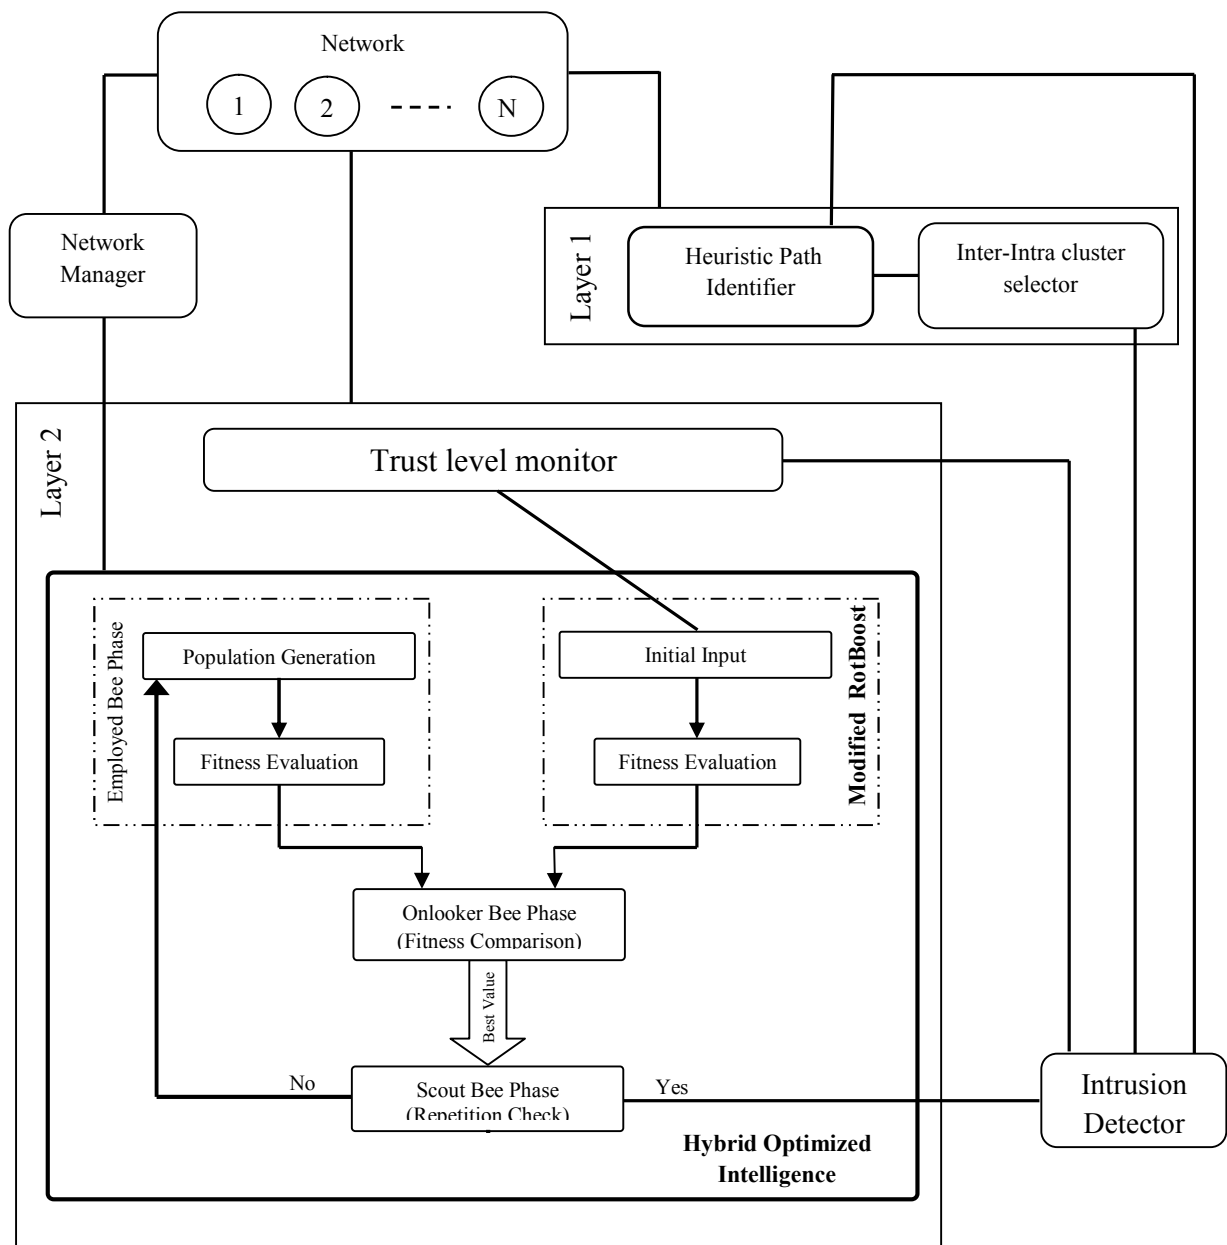 Network
1
2
N
Network
Manager
Layer 1
Heuristic Path
Identifier
Inter-Intra cluster
selector
Layer 2
Trust level monitor
Employed Bee Phase
Population Generation
Fitness Evaluation
Initial Input
Fitness Evaluation
Modified RotBoost
Onlooker Bee Phase
(Fitness Comparison)
Best Value
No
Scout Bee Phase
(Repetition Check)
Yes
Intrusion
Detector
Hybrid Optimized
Intelligence